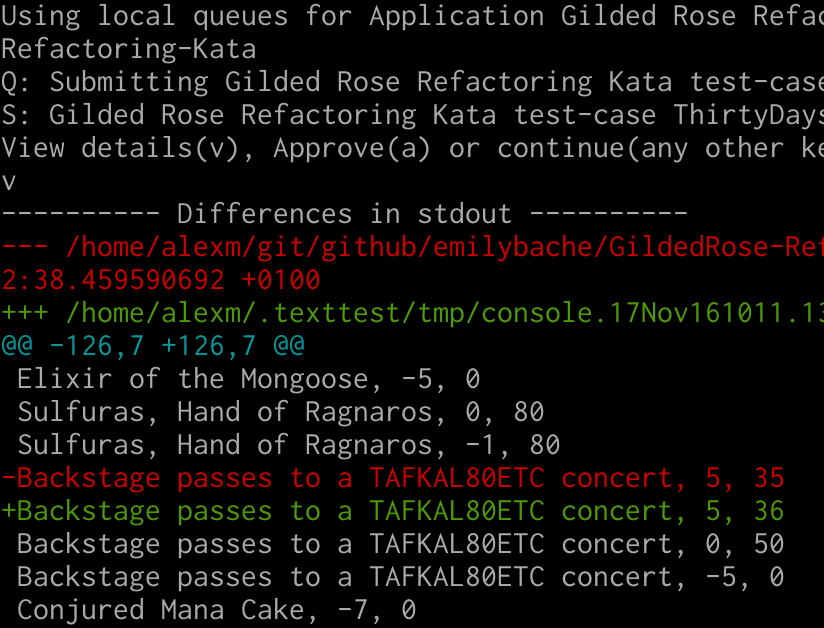 Using local queues for Application Gilded Rose
Refactoring-Kata
Q: Submitting Gilded Rose Refactoring Kata
S: Gilded Rose Refactoring Kata test-case
View details(v), Approve(a) or continue(any other
v
---------- Differences in stdout ----------
--- /home/alexm/git/github/emilybache/GildedRose-Ref
2:38.459590692 +0100
+++ /home/alexm/.texttest/tmp/console.17Nov161011.13
@@ -126,7 +126,7 @@
Elixir of the Mongoose, -5, 0
Sulfuras, Hand of Ragnaros, 0, 80
Sulfuras, Hand of Ragnaros, -1, 80
-Backstage passes to a TAFKAL80ETC concert, 5, 35
+Backstage passes to a TAFKAL80ETC concert, 5, 36
Backstage passes to a TAFKAL80ETC concert, 0, 50
Backstage passes to a TAFKAL80ETC concert, -5, 0
Conjured Mana Cake, -7, 0